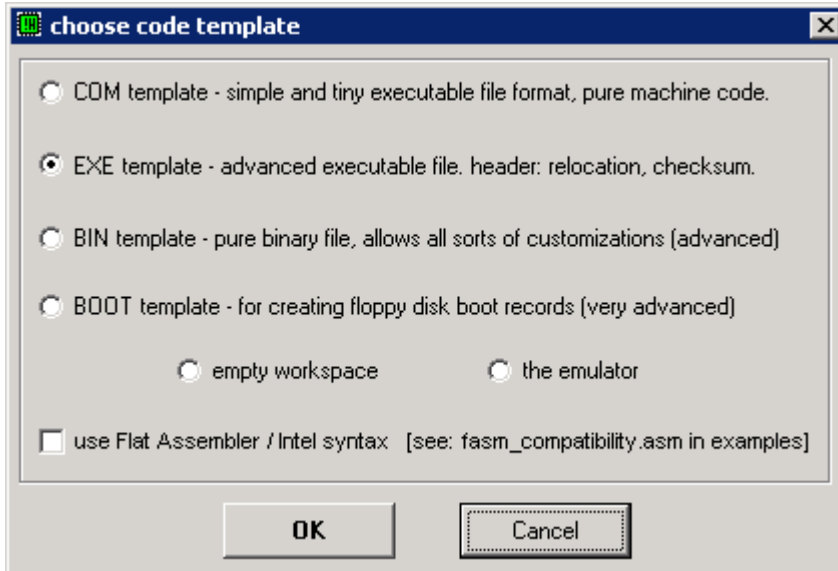 choose code template
COM template - simple and tiny executable file format, pure machine code.
EXE template - advanced executable file. header: relocation, checksum.
BIN template - pure binary file, allows all sorts of customizations (advanced)
BOOT template - for creating floppy disk boot records (very advanced)
empty workspace the emulator
use Flat Assembler / Intel syntax [see: fasm_compatibility.asm in examples]
OK Cancel